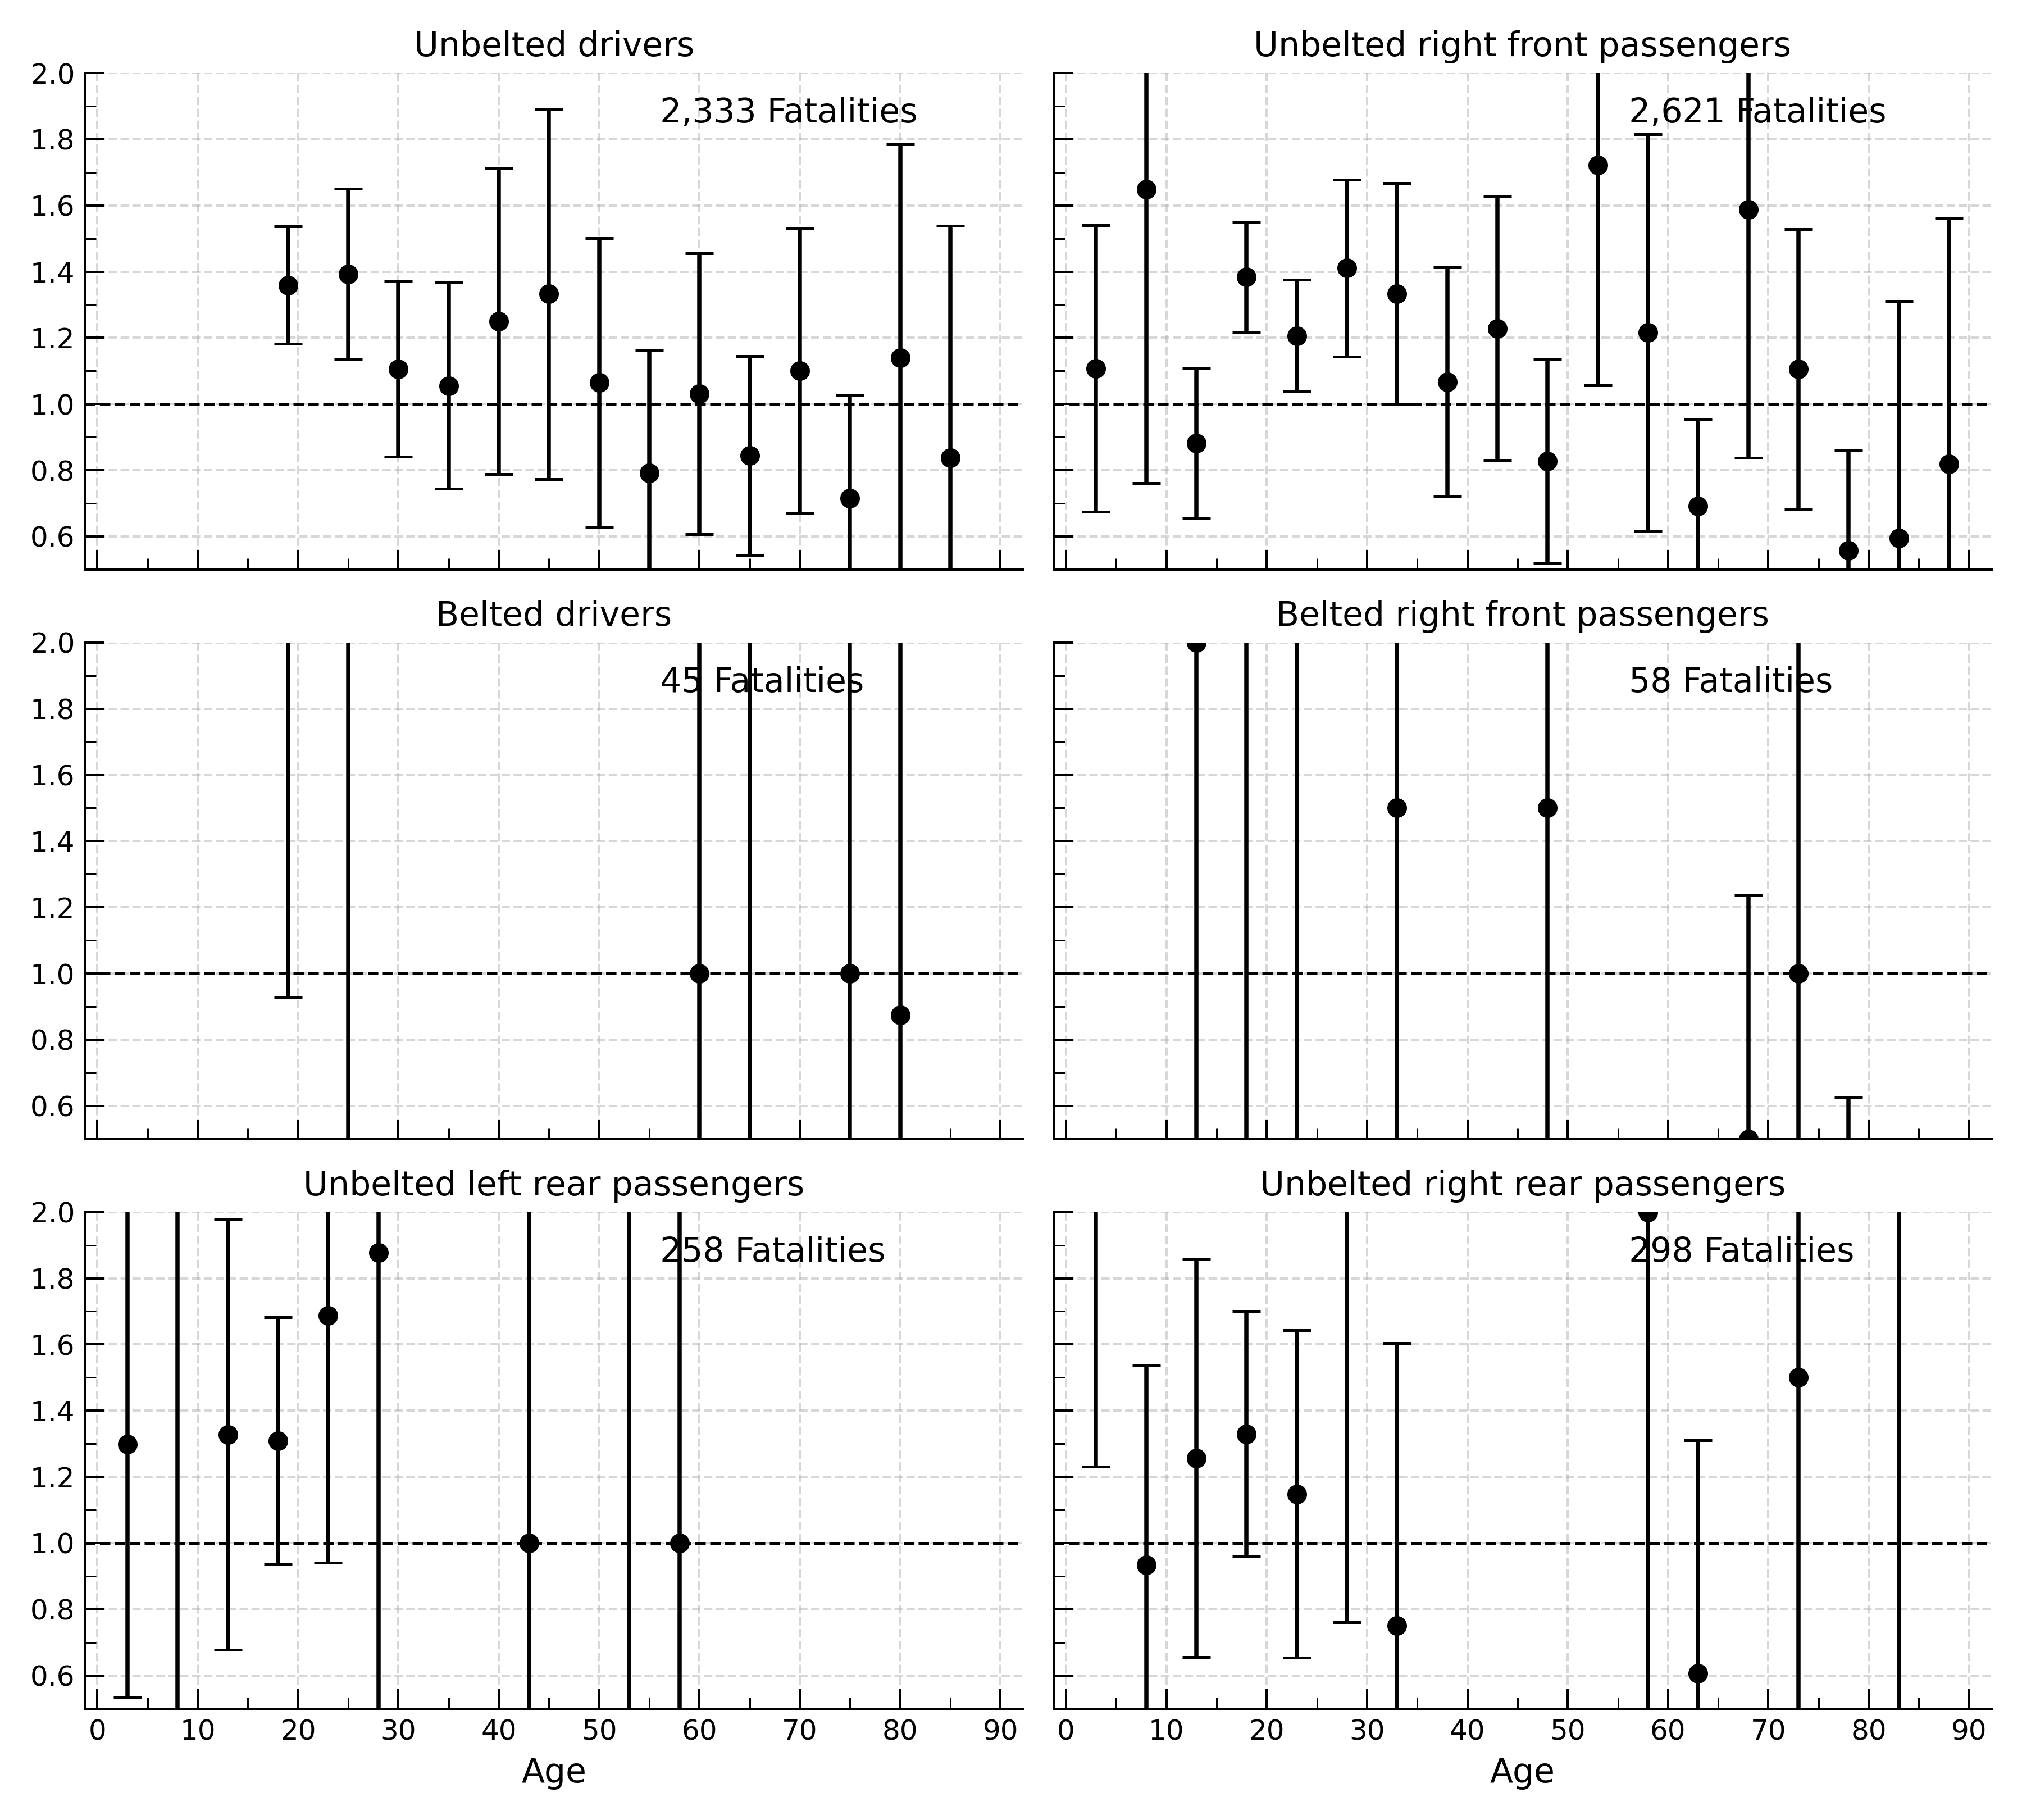 Unbelted drivers
Unbelted right front passengers
2.0
1.8
1.6
1.4
1.2
1.0
0.8
0.6
2,333 Fatalities
2,621 Fatalities
Belted drivers
Belted right front passengers
2.0
1.8
1.6
1.4
1.2
1.0
0.8
0.6
45 Fatalities
58 Fatalities
Unbelted left rear passengers
Unbelted right rear passengers
2.0
1.8
1.6
1.4
1.2
1.0
0.8
0.6
258 Fatalities
298 Fatalities
0 10 20 30 40 50 60 70 80 90
0 10 20 30 40 50 60 70 80 90
Age
Age